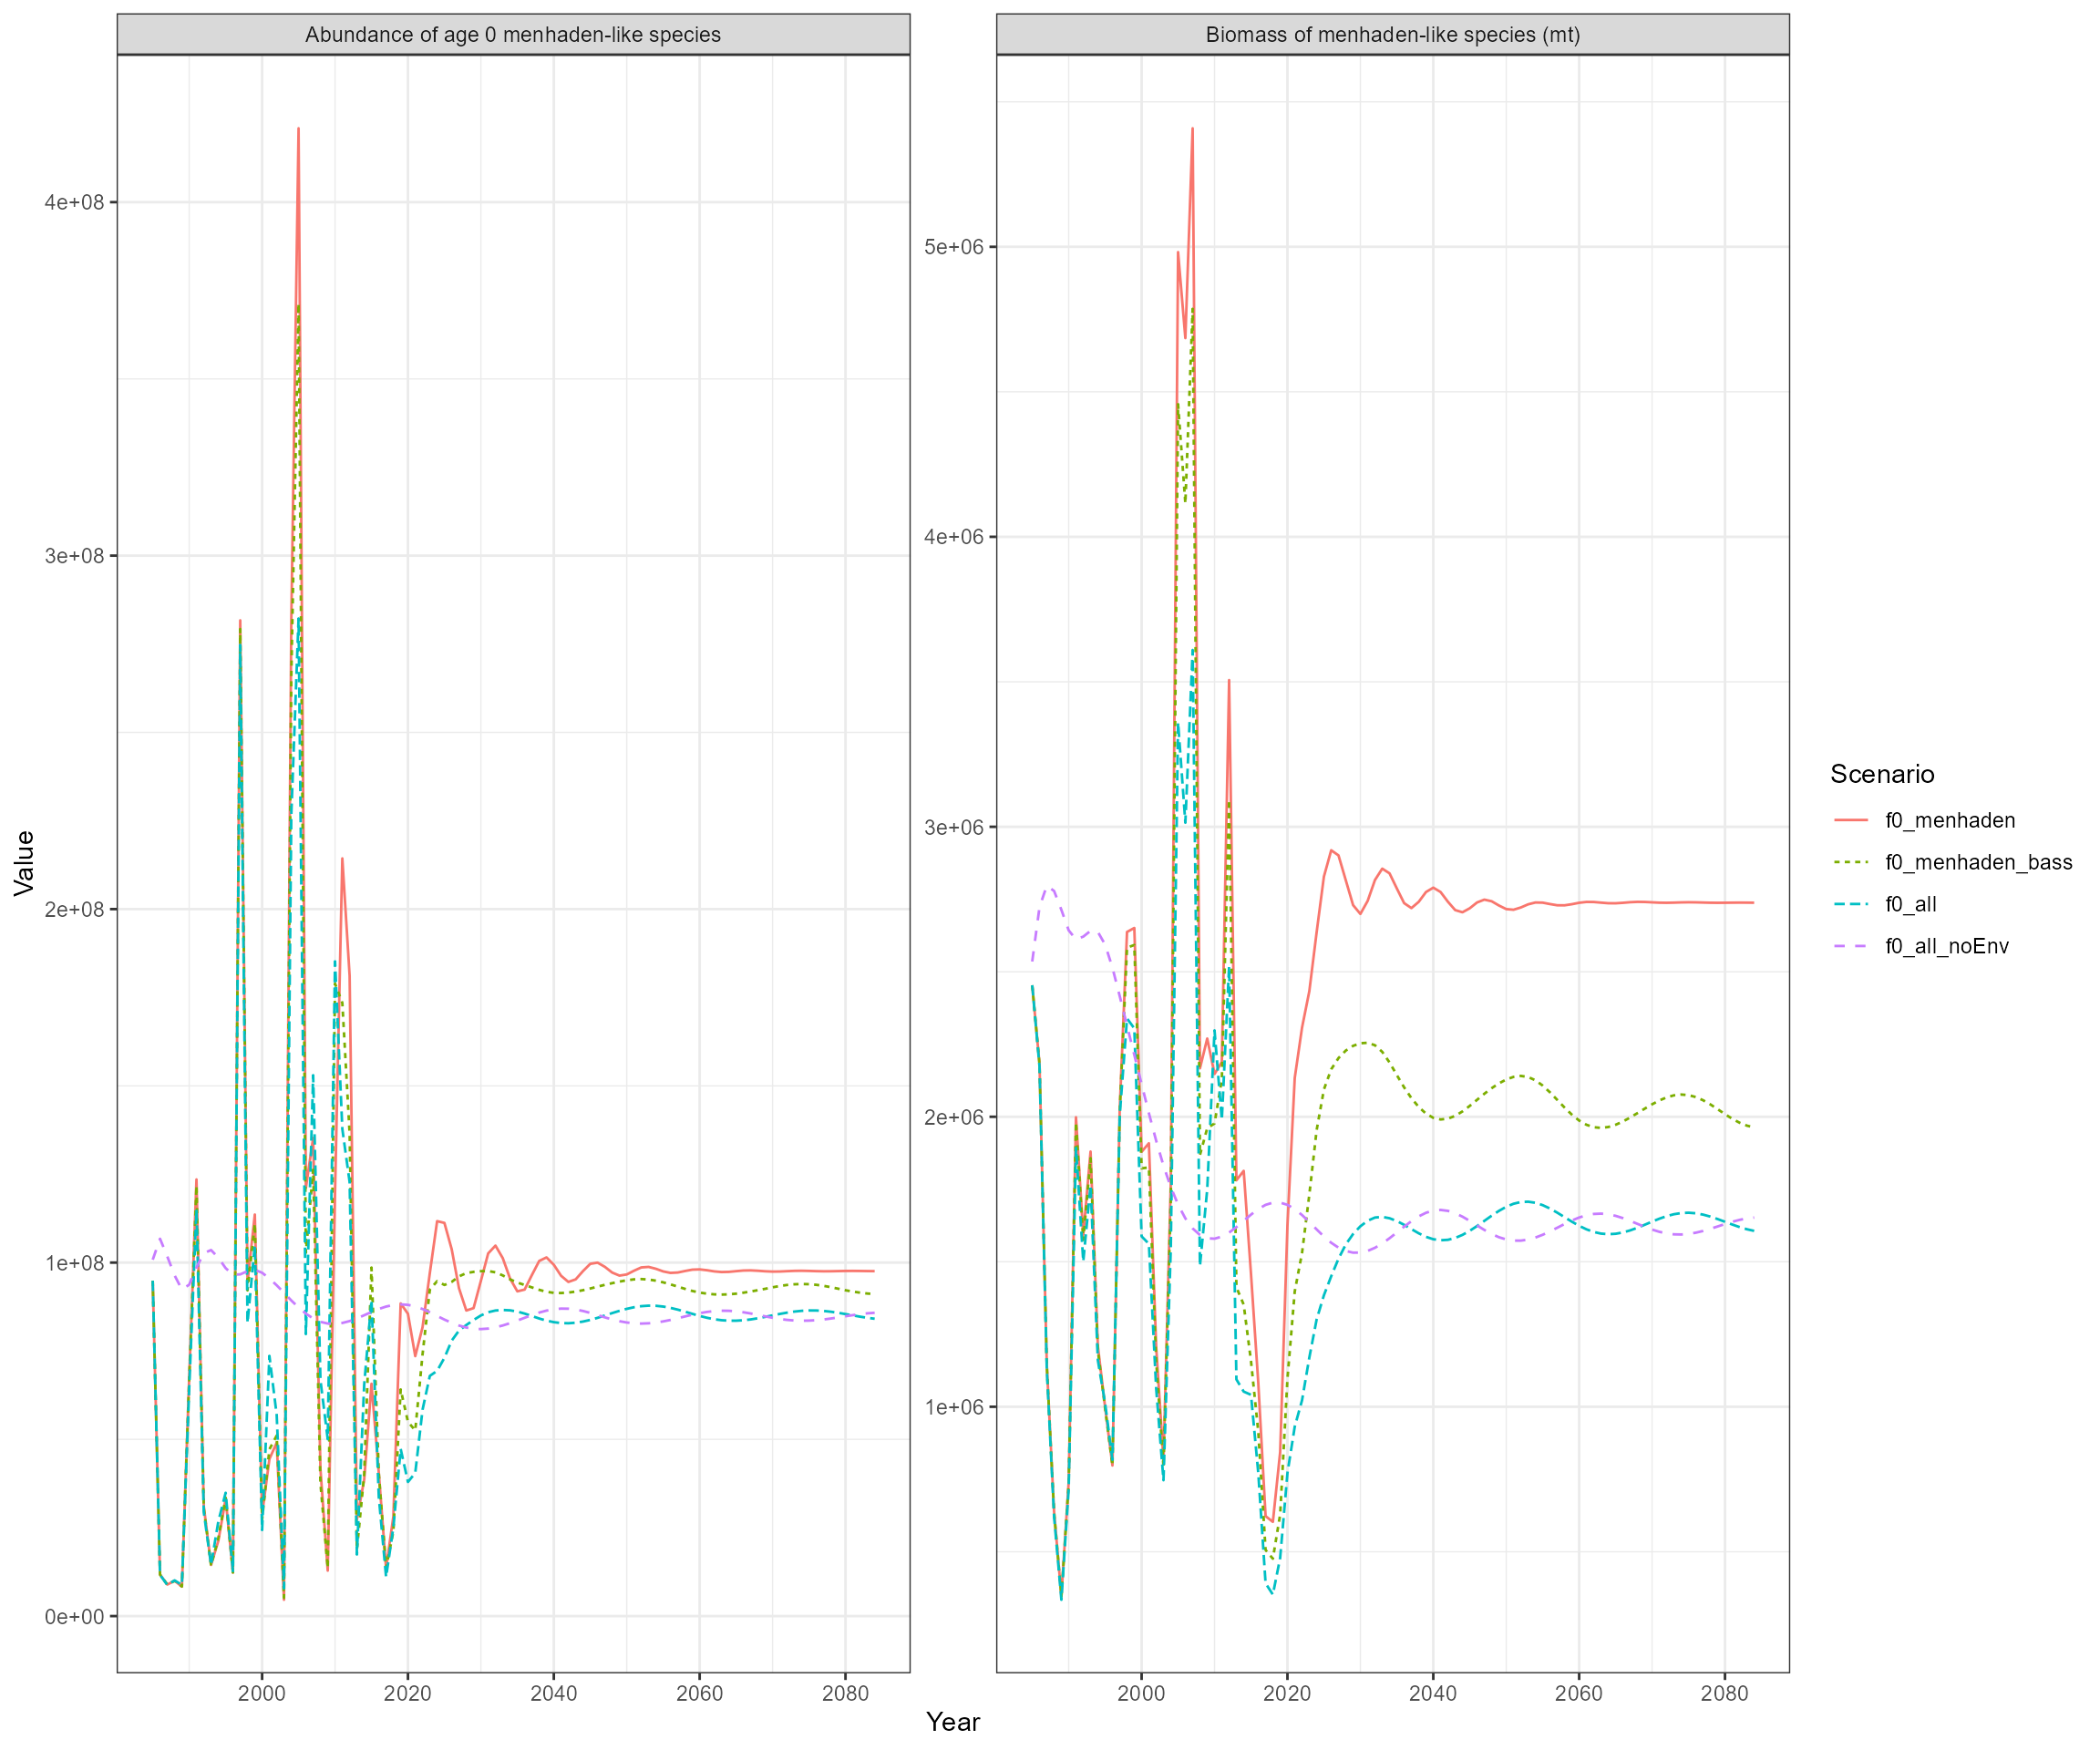 Abundance of age 0 menhaden-like species
Biomass of menhaden-like species (mt)
Value
4e+08
3e+08
2e+08
1e+08
0e+00
5e+06
4e+06
3e+06
2e+06
1e+06
2000 2020 2040 2060 2080
2000 2020 2040 2060 2080
Year
Scenario
f0_menhaden
f0_menhaden_bass
f0_all
f0_all_noEnv